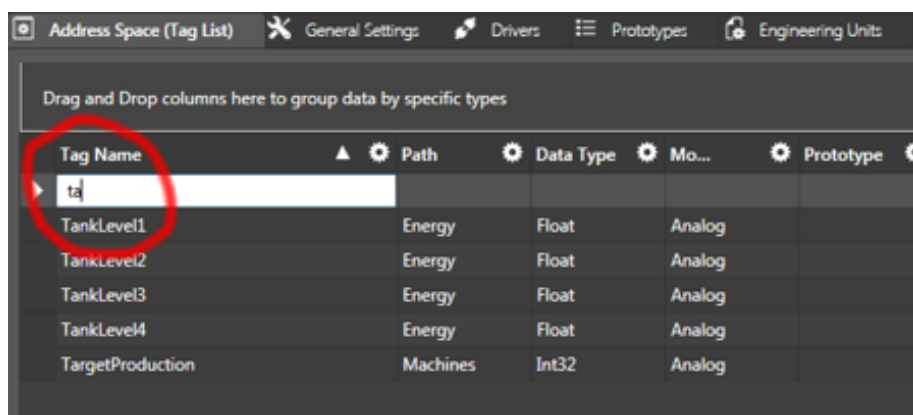 Address Space (Tag List) General Settings Drivers Prototypes Engineering Units
Drag and Drop columns here to group data by specific types
Tag Name Path Data Type Mo... Prototype
ta
TankLevel1 Energy Float Analog
TankLevel2 Energy Float Analog
TankLevel3 Energy Float Analog
TankLevel4 Energy Float Analog
TargetProduction Machines Int32 Analog